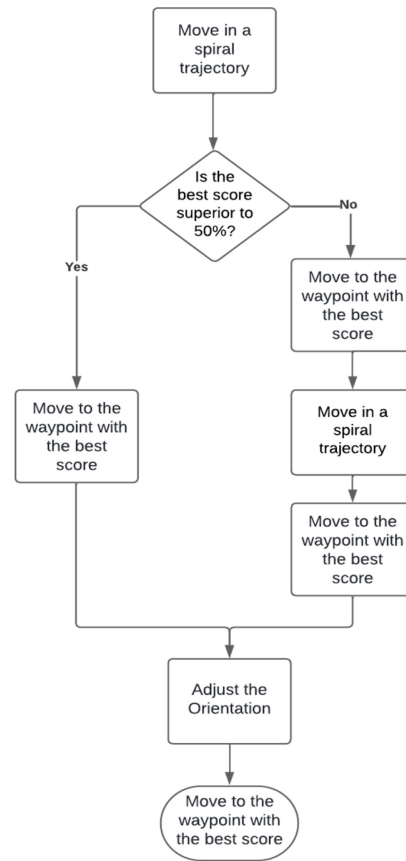 Move in a
spiral
trajectory
Is the
best score
superior to
50%?
Yes
No
Move to the
waypoint with
the best
score
Move to the
waypoint with
the best
score
Move in a
spiral
trajectory
Move to the
waypoint with
the best
score
Adjust the
Orientation
Move to the
waypoint with
the best score